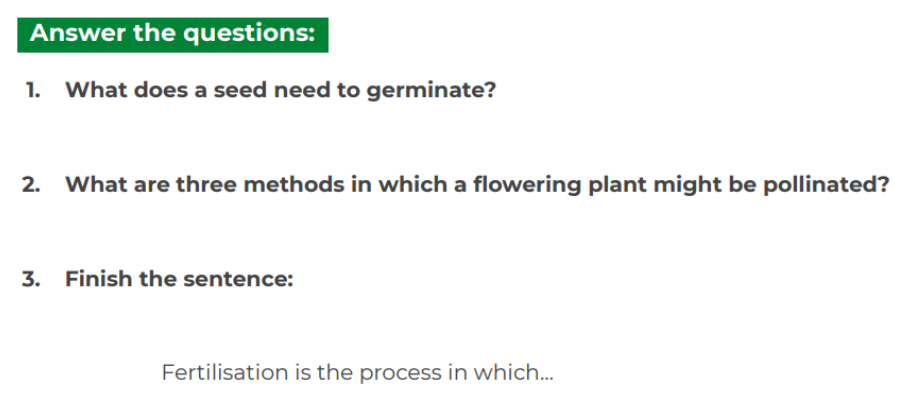 Answer the questions:
1. What does a seed need to germinate?
2. What are three methods in which a flowering plant might be pollinated?
3. Finish the sentence:
Fertilisation is the process in which...